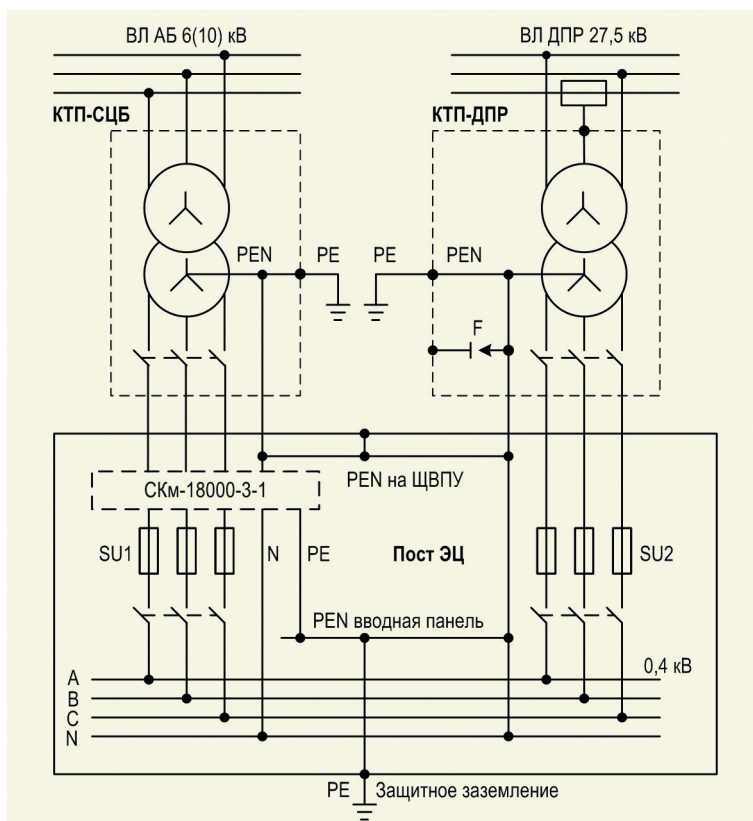 ВЛ АБ 6(10) кВ
ВЛ ДПР 27,5 кВ
КТП-СЦБ
КТП-ДПР
PEN
PE
PE
PEN
F
PEN на ЩВПУ
СКм-18000-3-1
SU1
N
PE
Пост ЭЦ
SU2
PEN вводная панель
0,4 кВ
A
B
C
N
PE
Защитное заземление